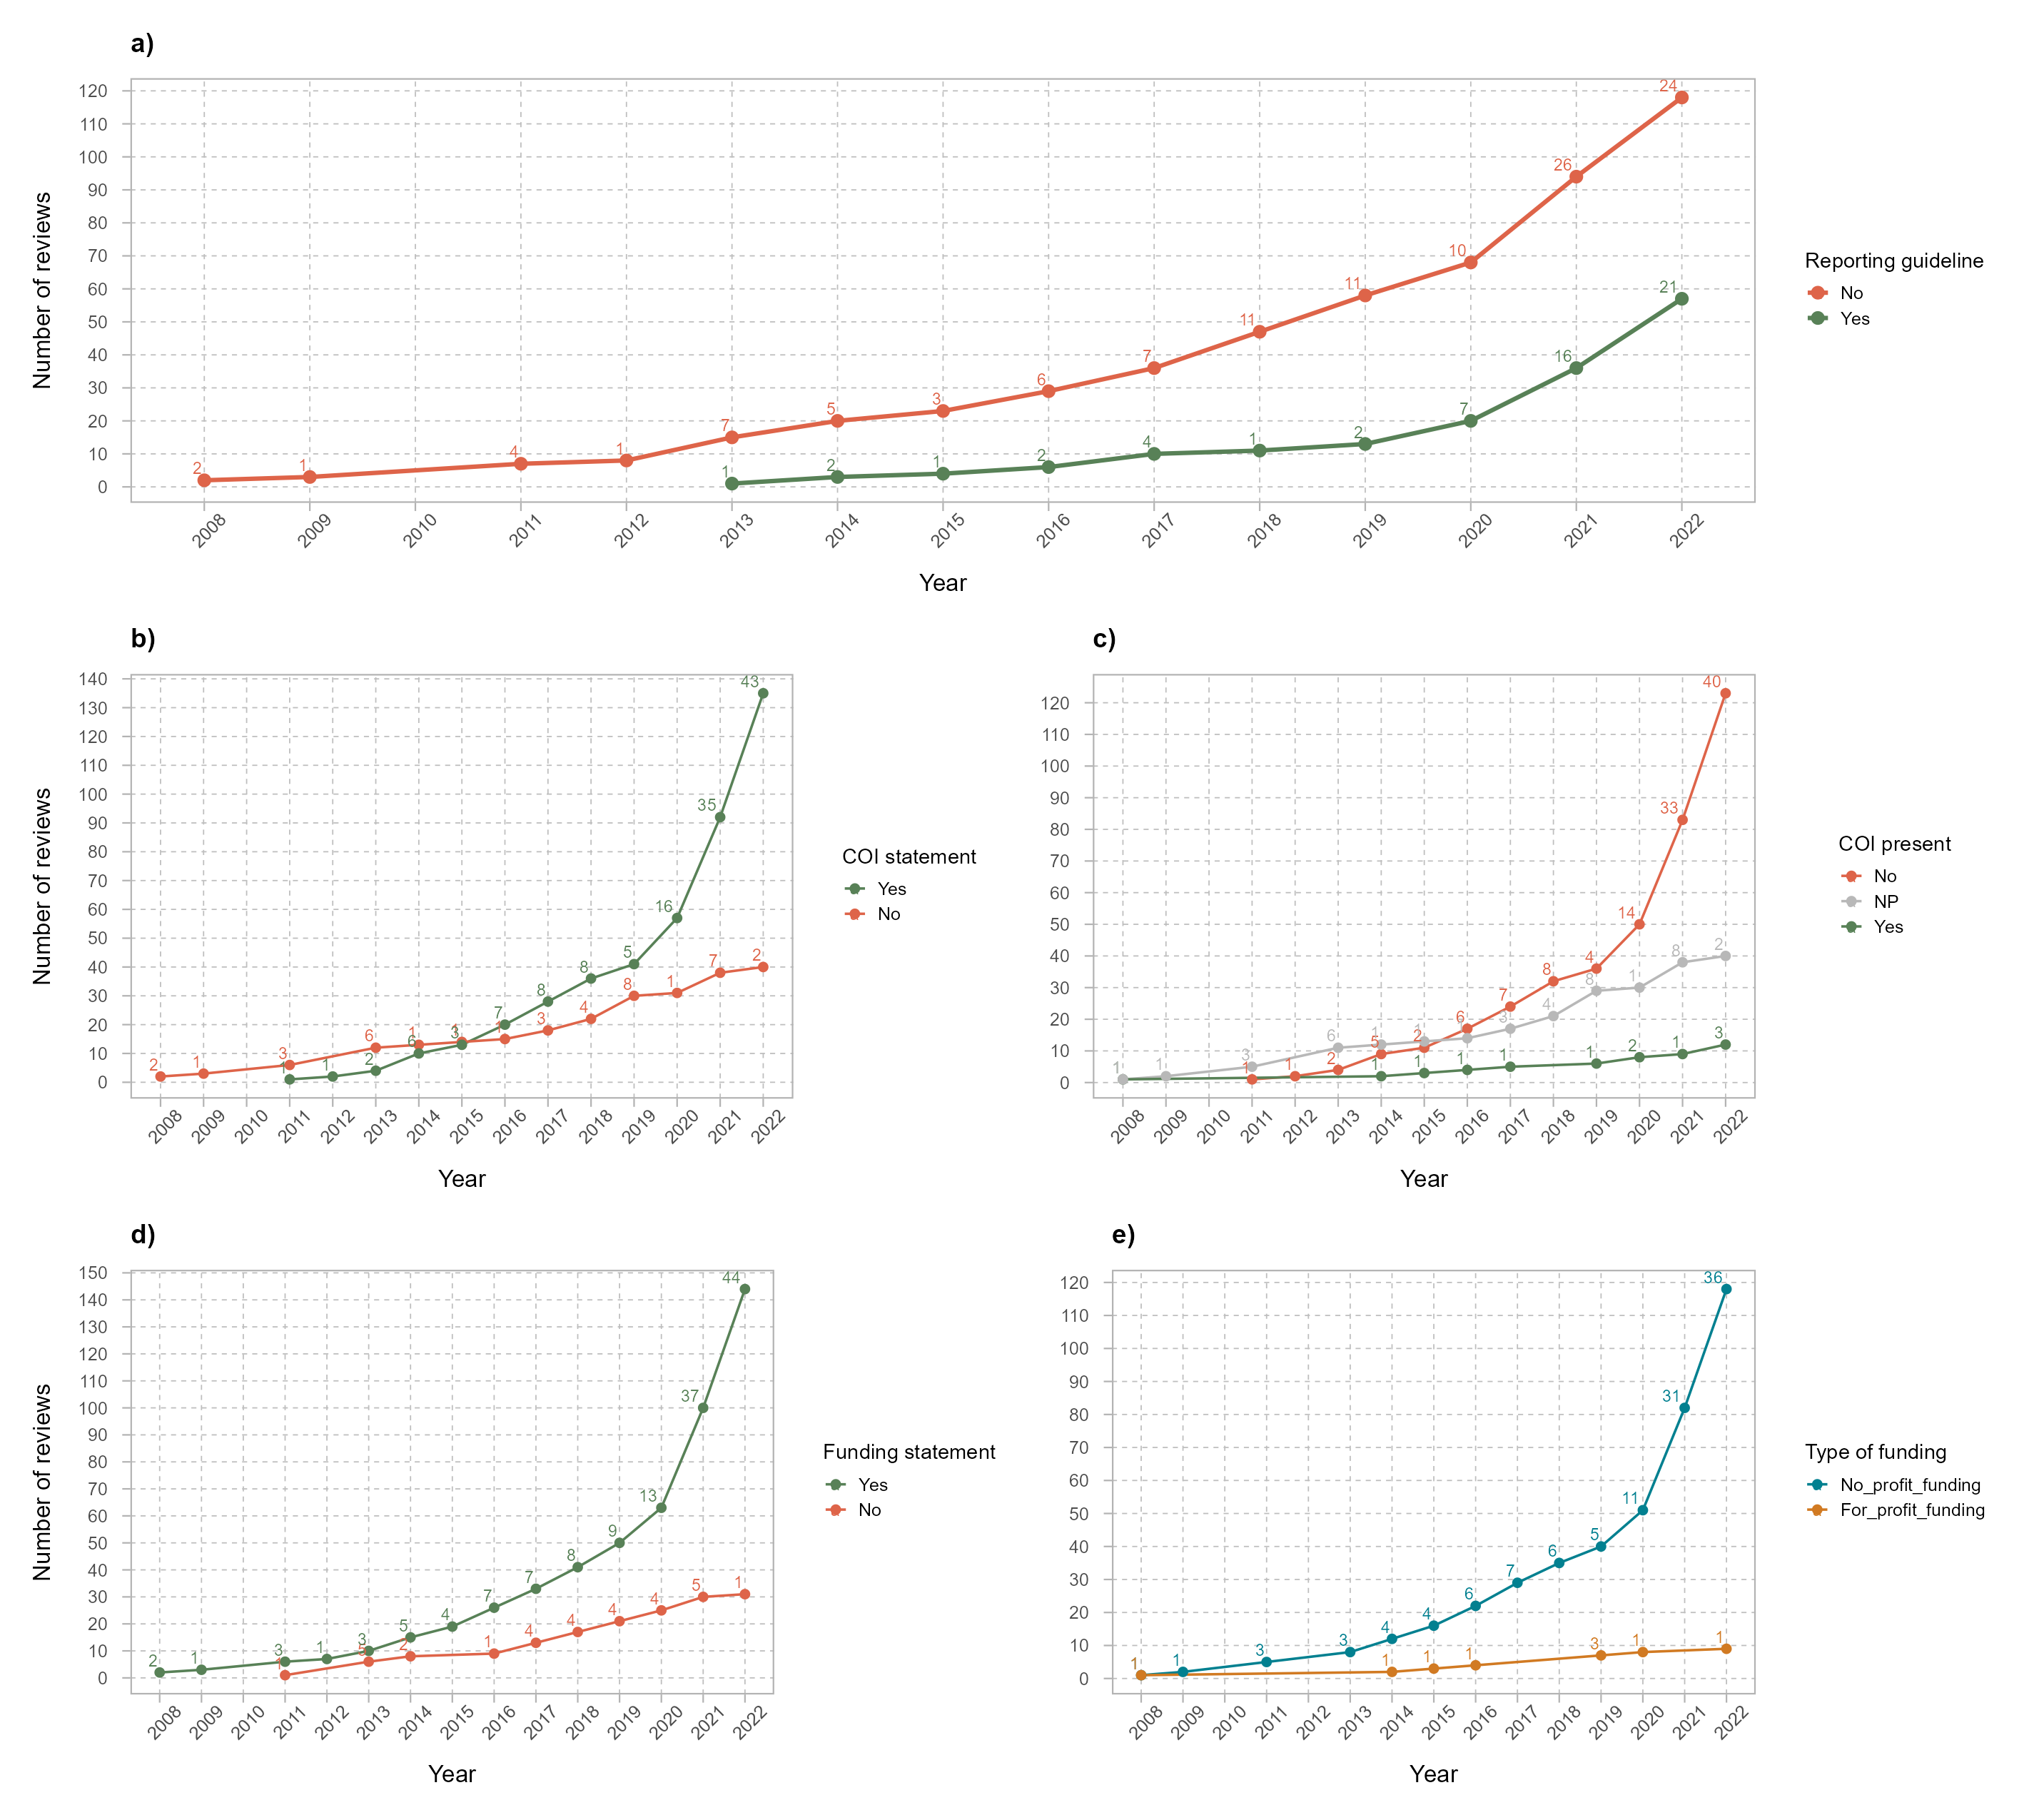 a)
120
110
100
90
80
70
60
50
40
30
20
10
0
Number of reviews
2 1 4 1 7 5 3 6 7 11 11 10 26 24
1 2 1 2 4 1 2 7 16 21
2008 2009 2010 2011 2012 2013 2014 2015 2016 2017 2018 2019 2020 2021 2022
Year
Reporting guideline
No
Yes
b)
140
130
120
110
100
90
80
70
60
50
40
30
20
10
0
Number of reviews
1 1 2 6 3 7 8 8 5 16 35 43
2 1 3 6 1 1 1 3 4 8 1 7 2
2008 2009 2010 2011 2012 2013 2014 2015 2016 2017 2018 2019 2020 2021 2022
Year
COI statement
Yes
No
c)
120
110
100
90
80
70
60
50
40
30
20
10
0
1 1 2 5 2 6 7 8 4 14 33 40
1 1 3 6 1 1 1 3 4 8 1 8 2
1 1 1 1 1 2 1 3
2008 2009 2010 2011 2012 2013 2014 2015 2016 2017 2018 2019 2020 2021 2022
Year
COI present
No
NP
Yes
d)
150
140
130
120
110
100
90
80
70
60
50
40
30
20
10
0
Number of reviews
2 1 3 1 3 5 4 7 7 8 9 13 37 44
1 5 2 1 4 4 4 4 5 1
2008 2009 2010 2011 2012 2013 2014 2015 2016 2017 2018 2019 2020 2021 2022
Year
Funding statement
Yes
No
e)
120
110
100
90
80
70
60
50
40
30
20
10
0
1 3 3 4 4 6 7 6 5 11 31 36
1 1 1 1 3 1 1
2008 2009 2010 2011 2012 2013 2014 2015 2016 2017 2018 2019 2020 2021 2022
Year
Type of funding
No_profit_funding
For_profit_funding